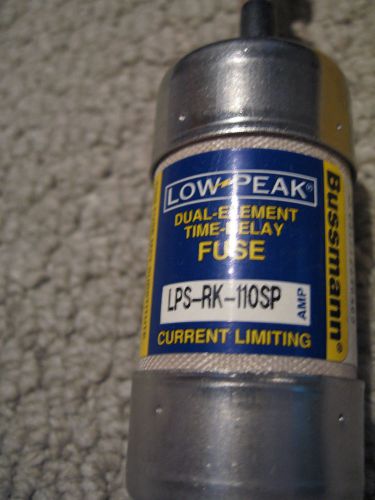 LOW-PEAK®
DUAL-ELEMENT
TIME-DELAY
FUSE
LPS-RK-110SP
AMP
CURRENT LIMITING
Bussmann®